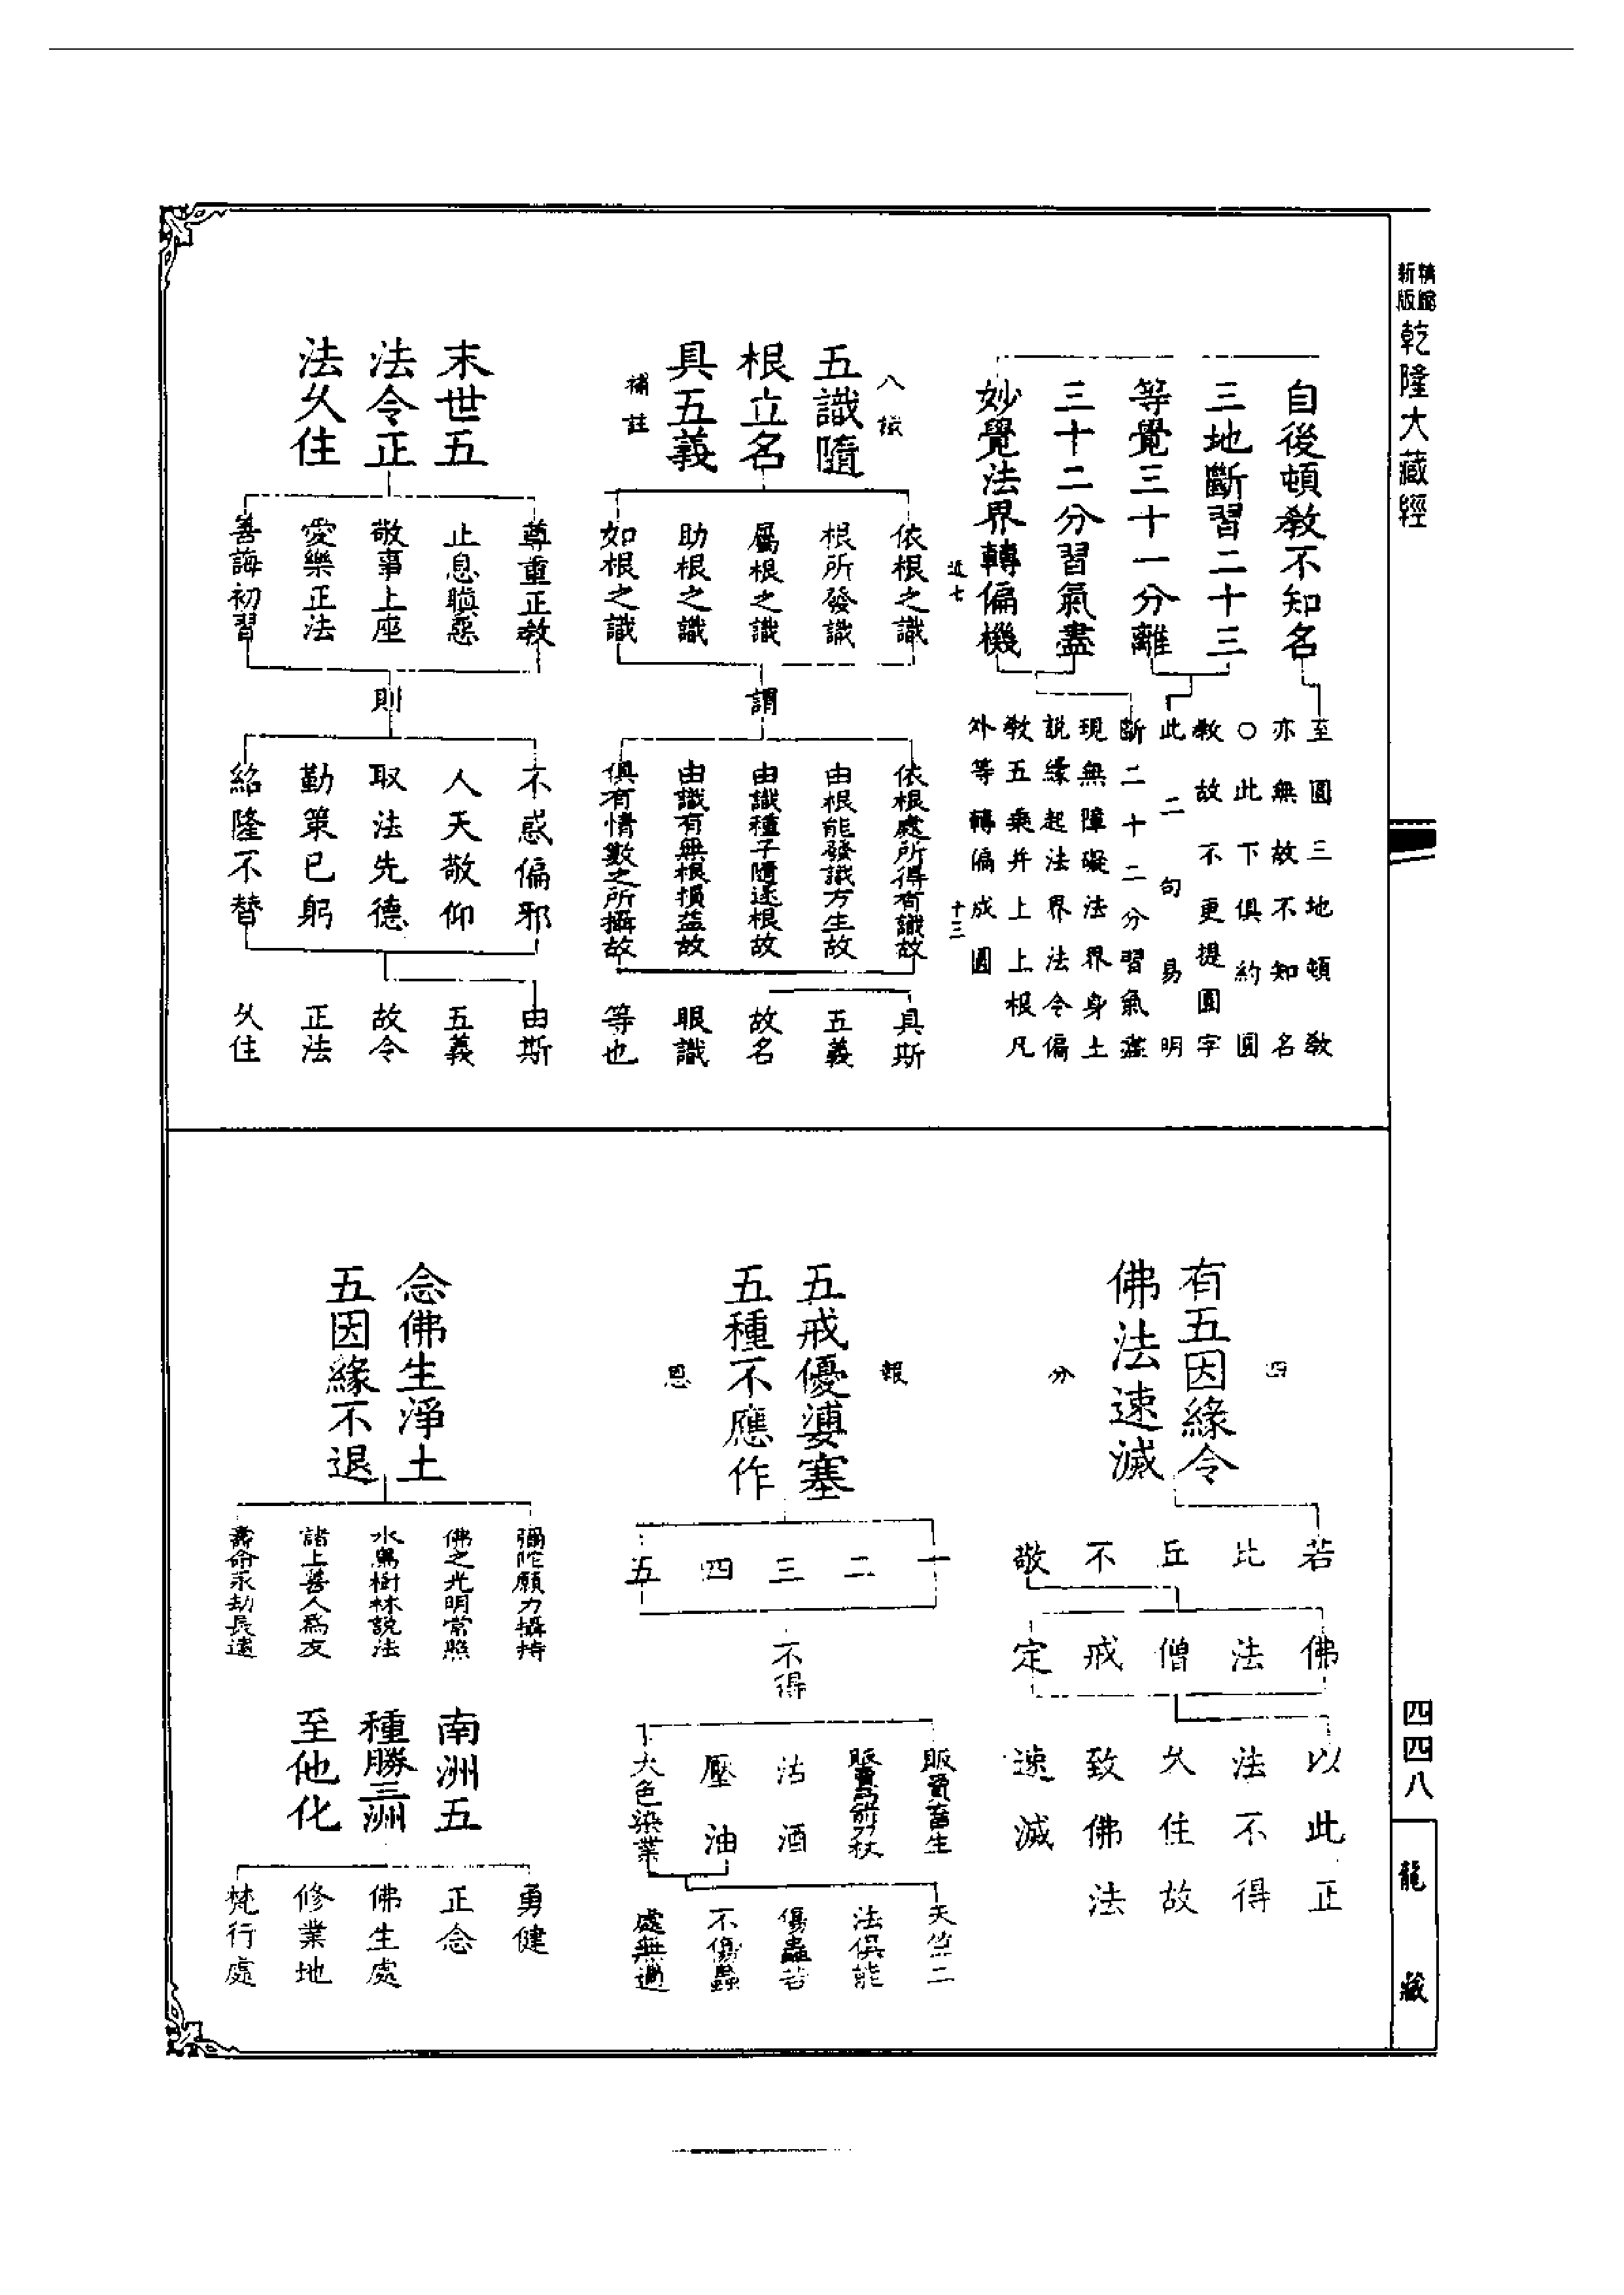 精縮新版
乾隆大藏經
自後頓教不知名
三地斷習二十三
等覺三十一分離
三十二分習氣盡
妙覺法界轉偏機
至圓三地頓教
亦無故不知名
○此下俱約圓
教故不更提圓字
此二句易明
斷二十二分習氣盡
現無障礙法界身土
說緣起法界法令偏
教五乘并上上根凡
外等轉偏成圓
十三
八識
五識隨
根立名
具五義
補註
依根之識
根所發識
屬根之識
助根之識
如根之識
謂
依根處所得有識故
由根能發識方生故
由識種子隨逐根故
由識有無根損益故
俱有情數之所攝故
具斯
五義
故名
眼識
等也
末世五
法令正
法久住
尊重正教
止息瞋惡
敬事上座
愛樂正法
善誨初習
則
不惑偏邪
人天敬仰
取法先德
勤策已躬
紹隆不替
由斯
五義
故令
正法
久住
四
有五因緣令
佛法速滅
分
若
比
丘
不
敬
佛
法
僧
戒
定
以此正
法不得
久住故
致佛法
速滅
報
五戒優婆塞
五種不應作
恩
一
二
三
四
五
不得
販賣畜生
販賣弓箭刀杖
沽酒
壓油
大色染業
天竺二
法俱能
傷蟲若
不傷蟲
處無過
念佛生淨土
五因緣不退
彌陀願力攝持
佛之光明常照
水鳥樹林說法
諸上善人為友
壽命永劫長遠
南洲五
種勝三洲
至他化
勇健
正念
佛生處
修業地
梵行處
四四八
龍藏